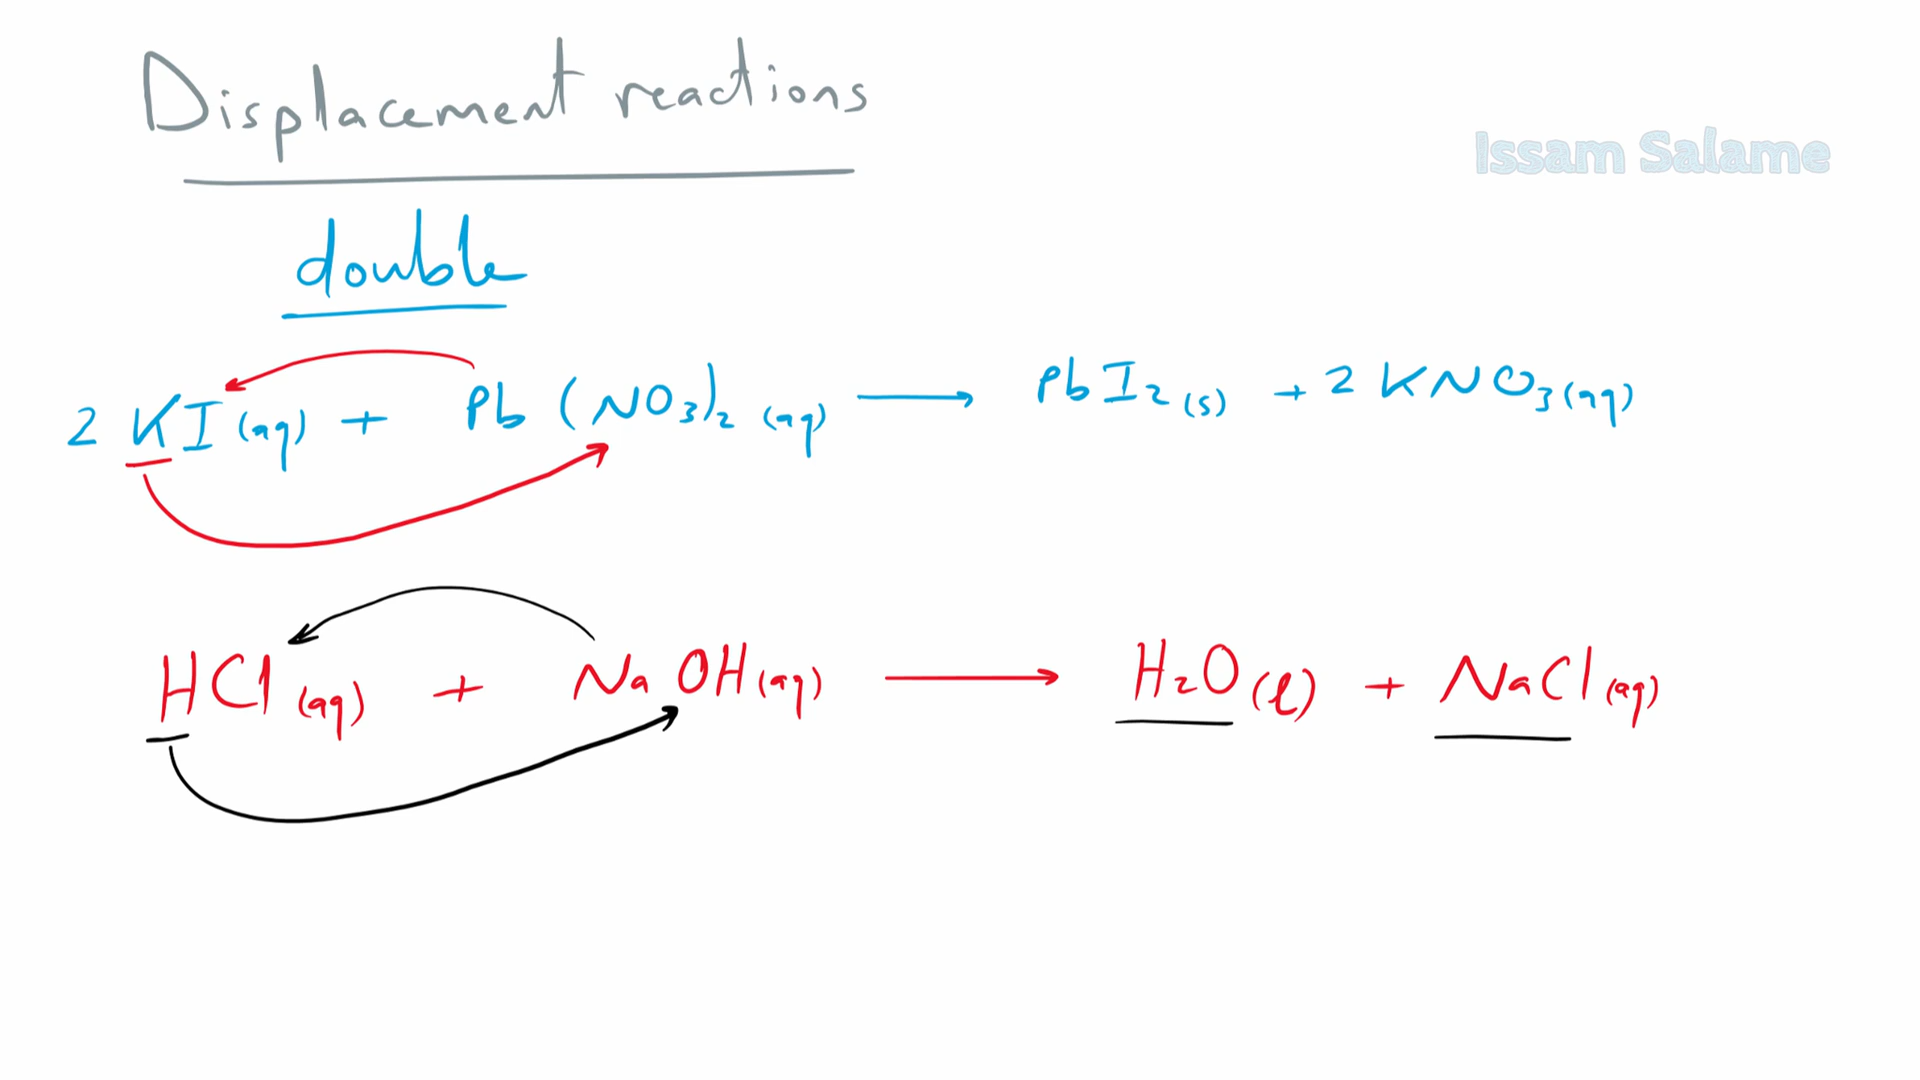 Displacement reactions
Issam Salame
double
2 KI (aq) + Pb (NO3)2 (aq) → PbI2 (s) + 2 KNO3 (aq)
HCl (aq) + NaOH (aq) → H2O (l) + NaCl (aq)